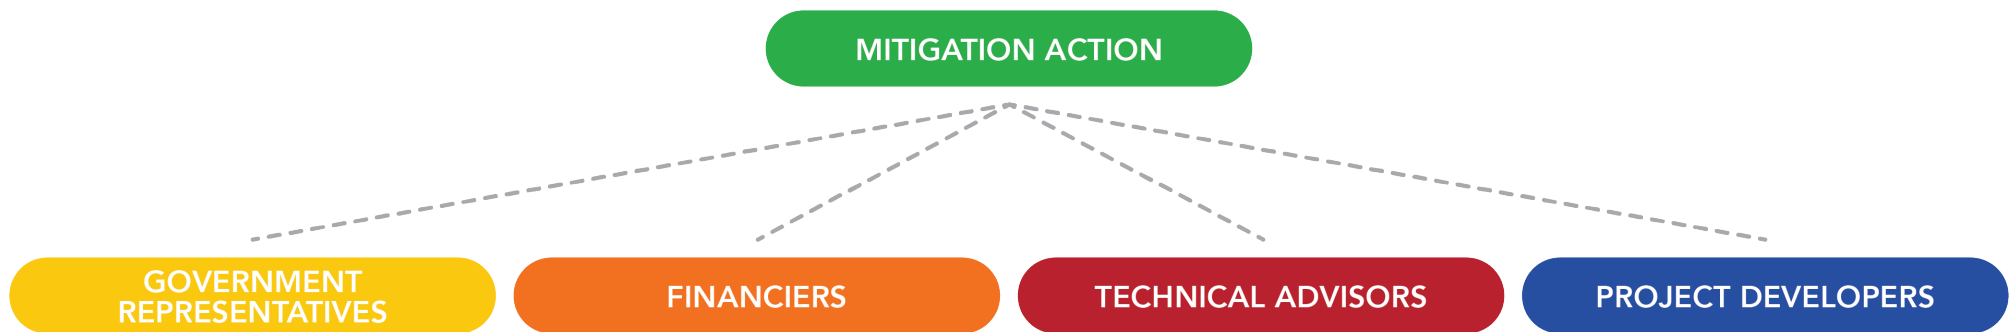 MITIGATION ACTION
GOVERNMENT
REPRESENTATIVES
FINANCIERS
TECHNICAL ADVISORS
PROJECT DEVELOPERS